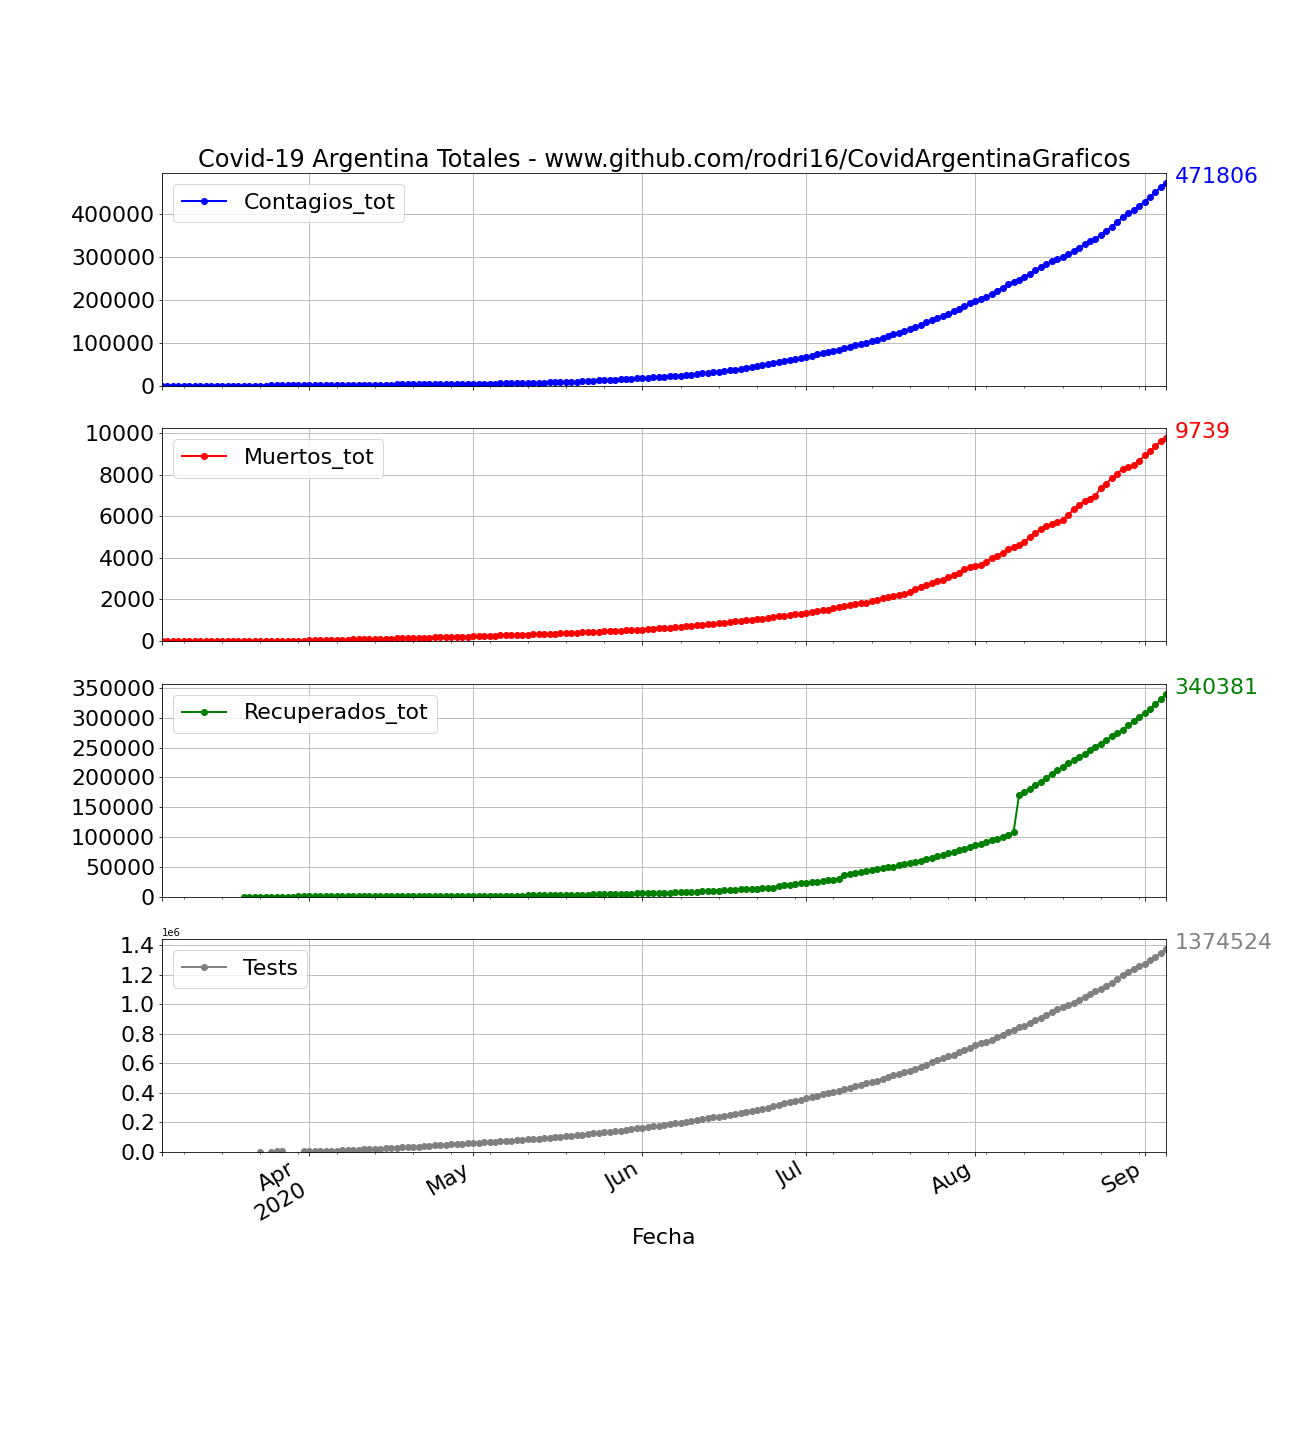 Covid-19 Argentina Totales - www.github.com/rodri16/CovidArgentinaGraficos
471806
Contagios_tot
400000
300000
200000
100000
0
9739
10000
Muertos_tot
8000
6000
4000
2000
0
340381
350000
Recuperados_tot
300000
250000
200000
150000
100000
50000
0
1e6
1374524
1.4
Tests
1.2
1.0
0.8
0.6
0.4
0.2
0.0
Apr
2020
May
Jun
Jul
Aug
Sep
Fecha